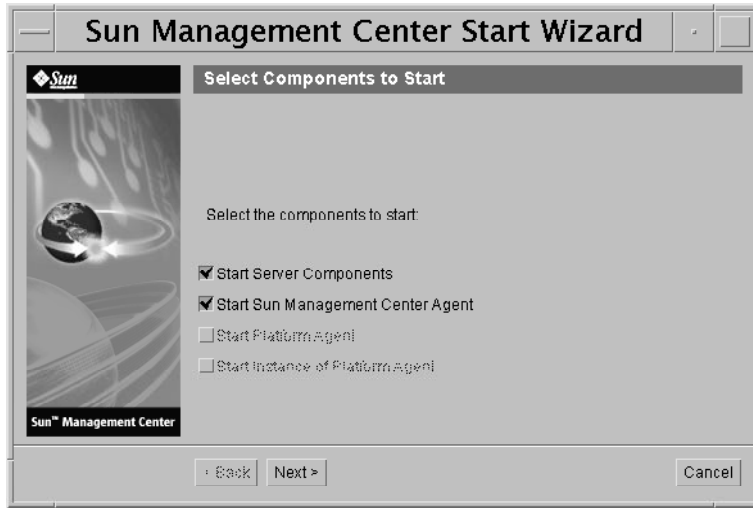 Sun Management Center Start Wizard
Sun
Select Components to Start
Select the components to start:
Start Server Components
Start Sun Management Center Agent
Start Platform Agent
Start Instance of Platform Agent
Sun™ Management Center
< Back Next > Cancel